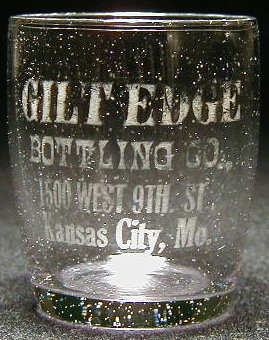 GILT EDGE
BOTTLING CO.,
1500 WEST 9TH. ST.
Kansas City, Mo.